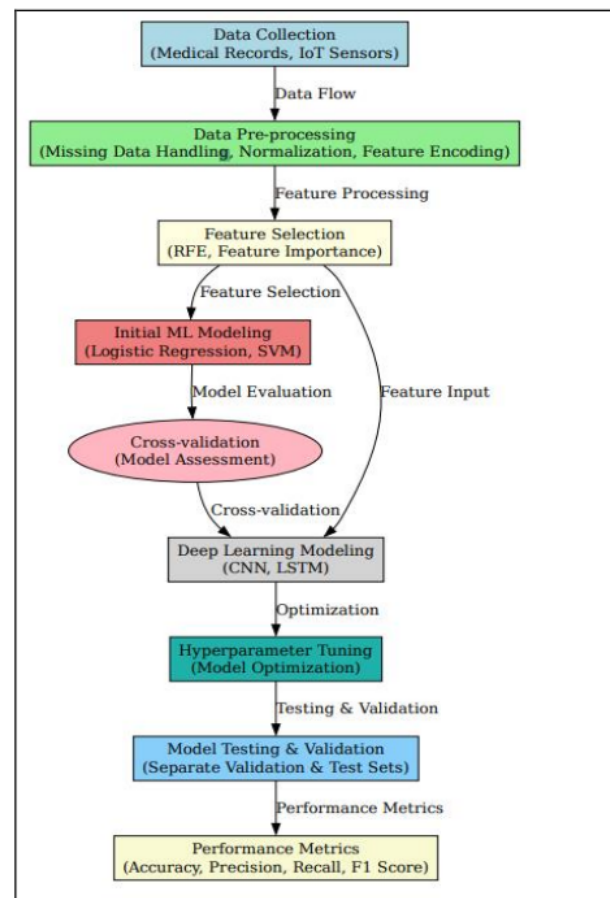 Data Collection
(Medical Records, IoT Sensors)
Data Flow
Data Pre-processing
(Missing Data Handling, Normalization, Feature Encoding)
Feature Processing
Feature Selection
(RFE, Feature Importance)
Feature Selection
Initial ML Modeling
(Logistic Regression, SVM)
Model Evaluation
Feature Input
Cross-validation
(Model Assessment)
Cross-validation
Deep Learning Modeling
(CNN, LSTM)
Optimization
Hyperparameter Tuning
(Model Optimization)
Testing & Validation
Model Testing & Validation
(Separate Validation & Test Sets)
Performance Metrics
Performance Metrics
(Accuracy, Precision, Recall, F1 Score)